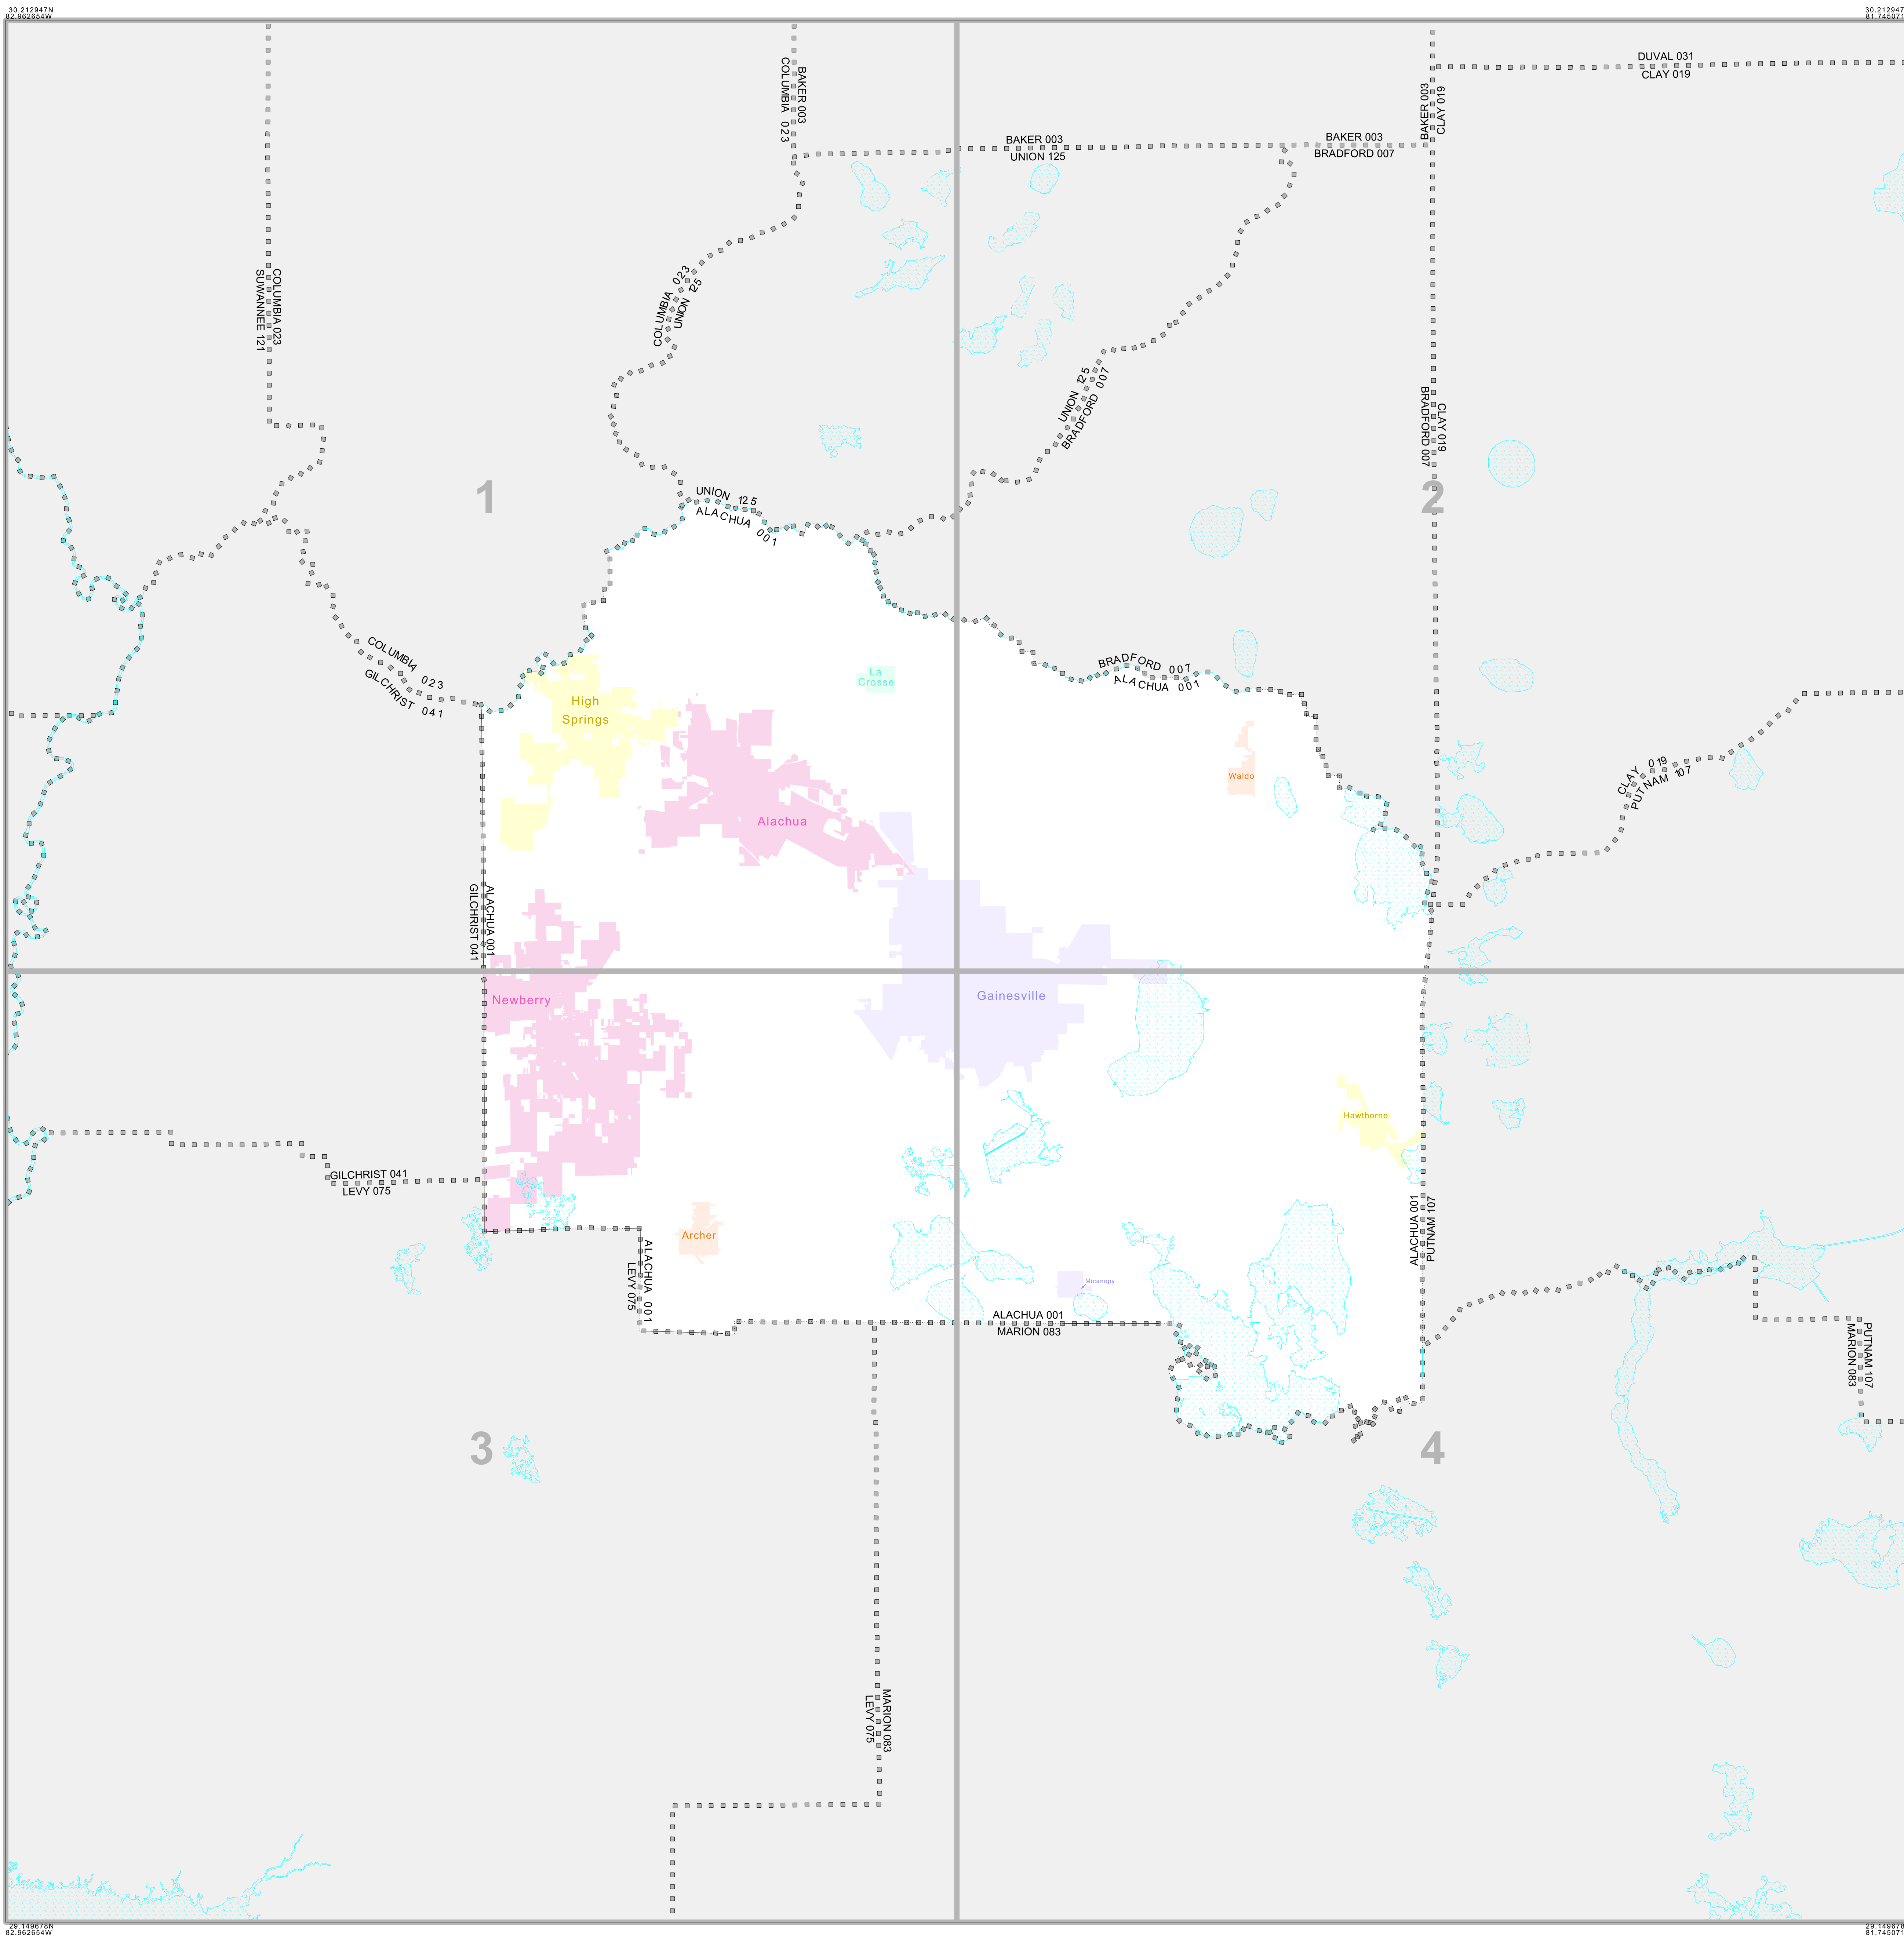 30.212947N
82.962654W
30.212947
81.745071
DUVAL 031
CLAY 019
BAKER 003
COLUMBIA 023
BAKER 003
CLAY 019
BAKER 003
UNION 125
BAKER 003
BRADFORD 007
COLUMBIA 023
SUWANNEE 121
COLUMBIA 023
UNION 125
UNION 125
BRADFORD 007
CLAY 019
BRADFORD 007
1
2
UNION 125
ALACHUA 001
COLUMBIA 023
GILCHRIST 041
BRADFORD 007
ALACHUA 001
La
Crosse
High
Springs
Waldo
CLAY 019
PUTNAM 107
Alachua
ALACHUA 001
GILCHRIST 041
Newberry
Gainesville
Hawthorne
GILCHRIST 041
LEVY 075
ALACHUA 001
PUTNAM 107
Archer
ALACHUA 001
LEVY 075
Micanopy
ALACHUA 001
MARION 083
PUTNAM 107
MARION 083
3
4
MARION 083
LEVY 075
29.149678N
82.962654W
29.149678
81.745071